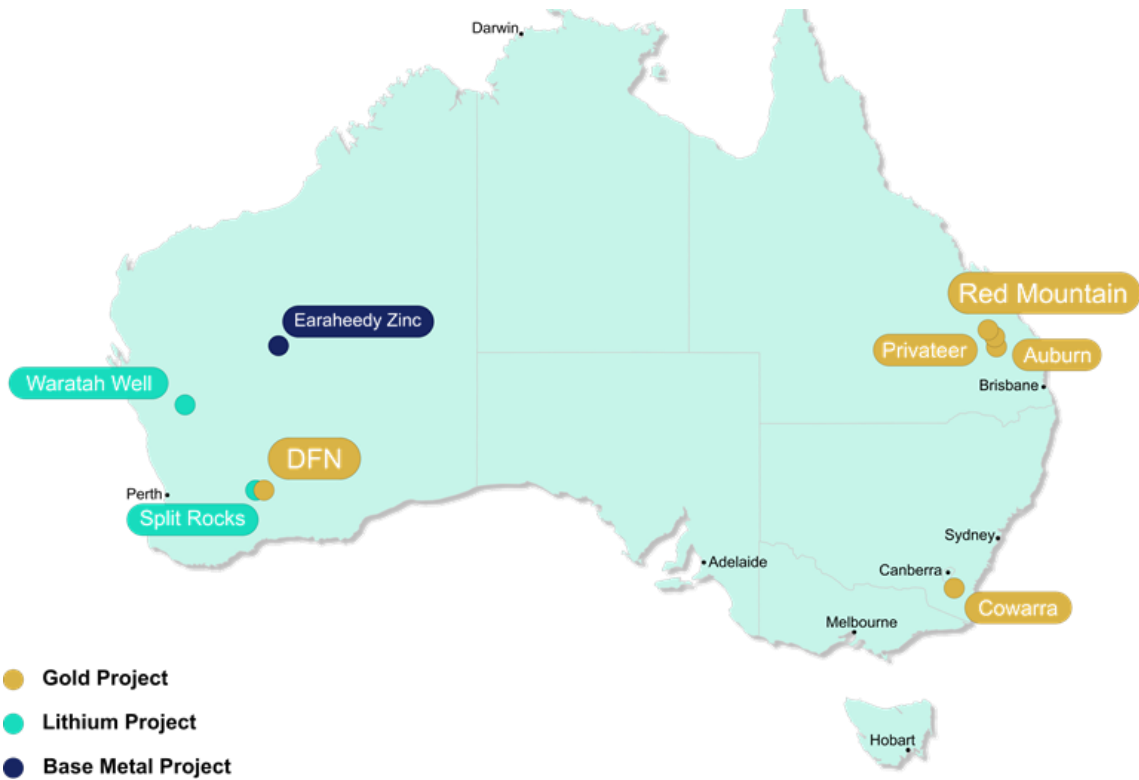 Darwin
Red Mountain
Earaheedy Zinc
Privateer
Auburn
Waratah Well
Brisbane
DFN
Perth
Split Rocks
Sydney
Adelaide
Canberra
Cowarra
Melbourne
Gold Project
Lithium Project
Hobart
Base Metal Project